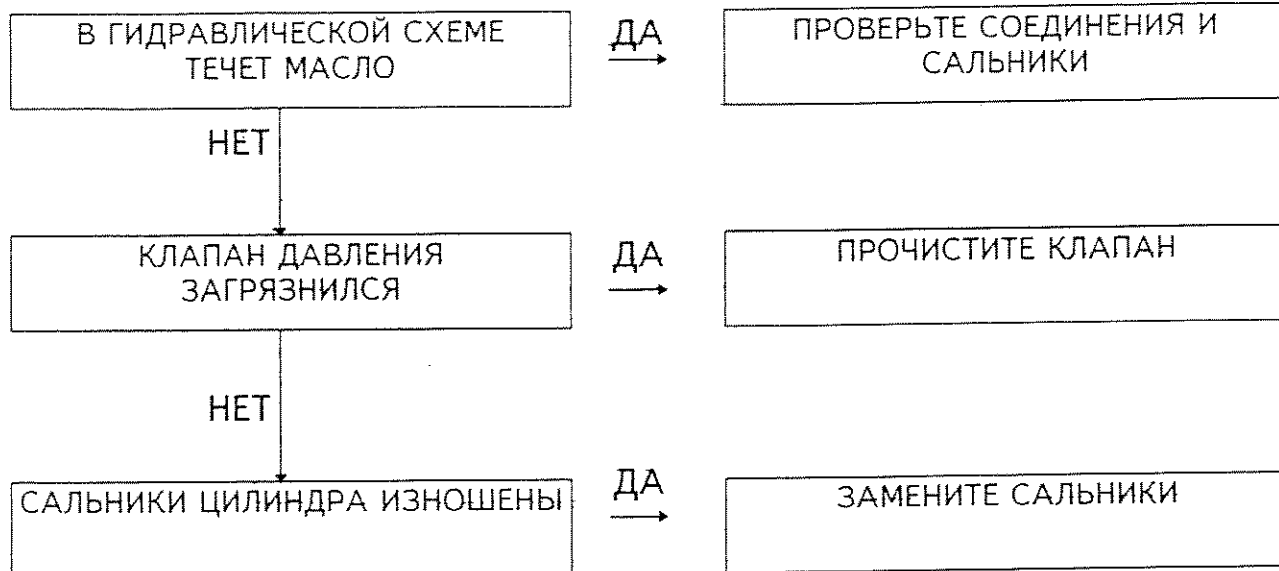 В ГИДРАВЛИЧЕСКОЙ СХЕМЕ
ТЕЧЕТ МАСЛО
ДА
ПРОВЕРЬТЕ СОЕДИНЕНИЯ И
САЛЬНИКИ
НЕТ
КЛАПАН ДАВЛЕНИЯ
ЗАГРЯЗНИЛСЯ
ДА
ПРОЧИСТИТЕ КЛАПАН
НЕТ
САЛЬНИКИ ЦИЛИНДРА ИЗНОШЕНЫ
ДА
ЗАМЕНИТЕ САЛЬНИКИ